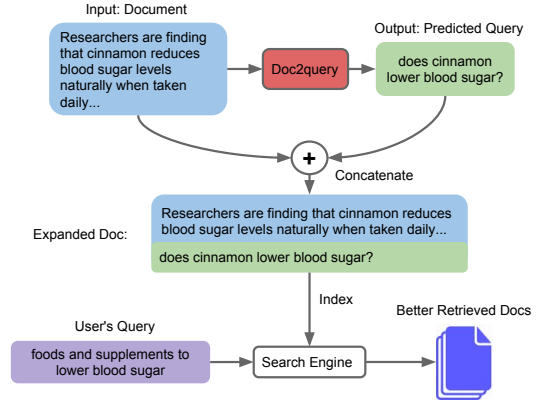 Input: Document
Output: Predicted Query
Researchers are finding
that cinnamon reduces
blood sugar levels
naturally when taken
daily...
Doc2query
does cinnamon
lower blood sugar?
+
Concatenate
Expanded Doc:
Researchers are finding that cinnamon reduces
blood sugar levels naturally when taken daily...
does cinnamon lower blood sugar?
Index
User's Query
Better Retrieved Docs
foods and supplements to
lower blood sugar
Search Engine